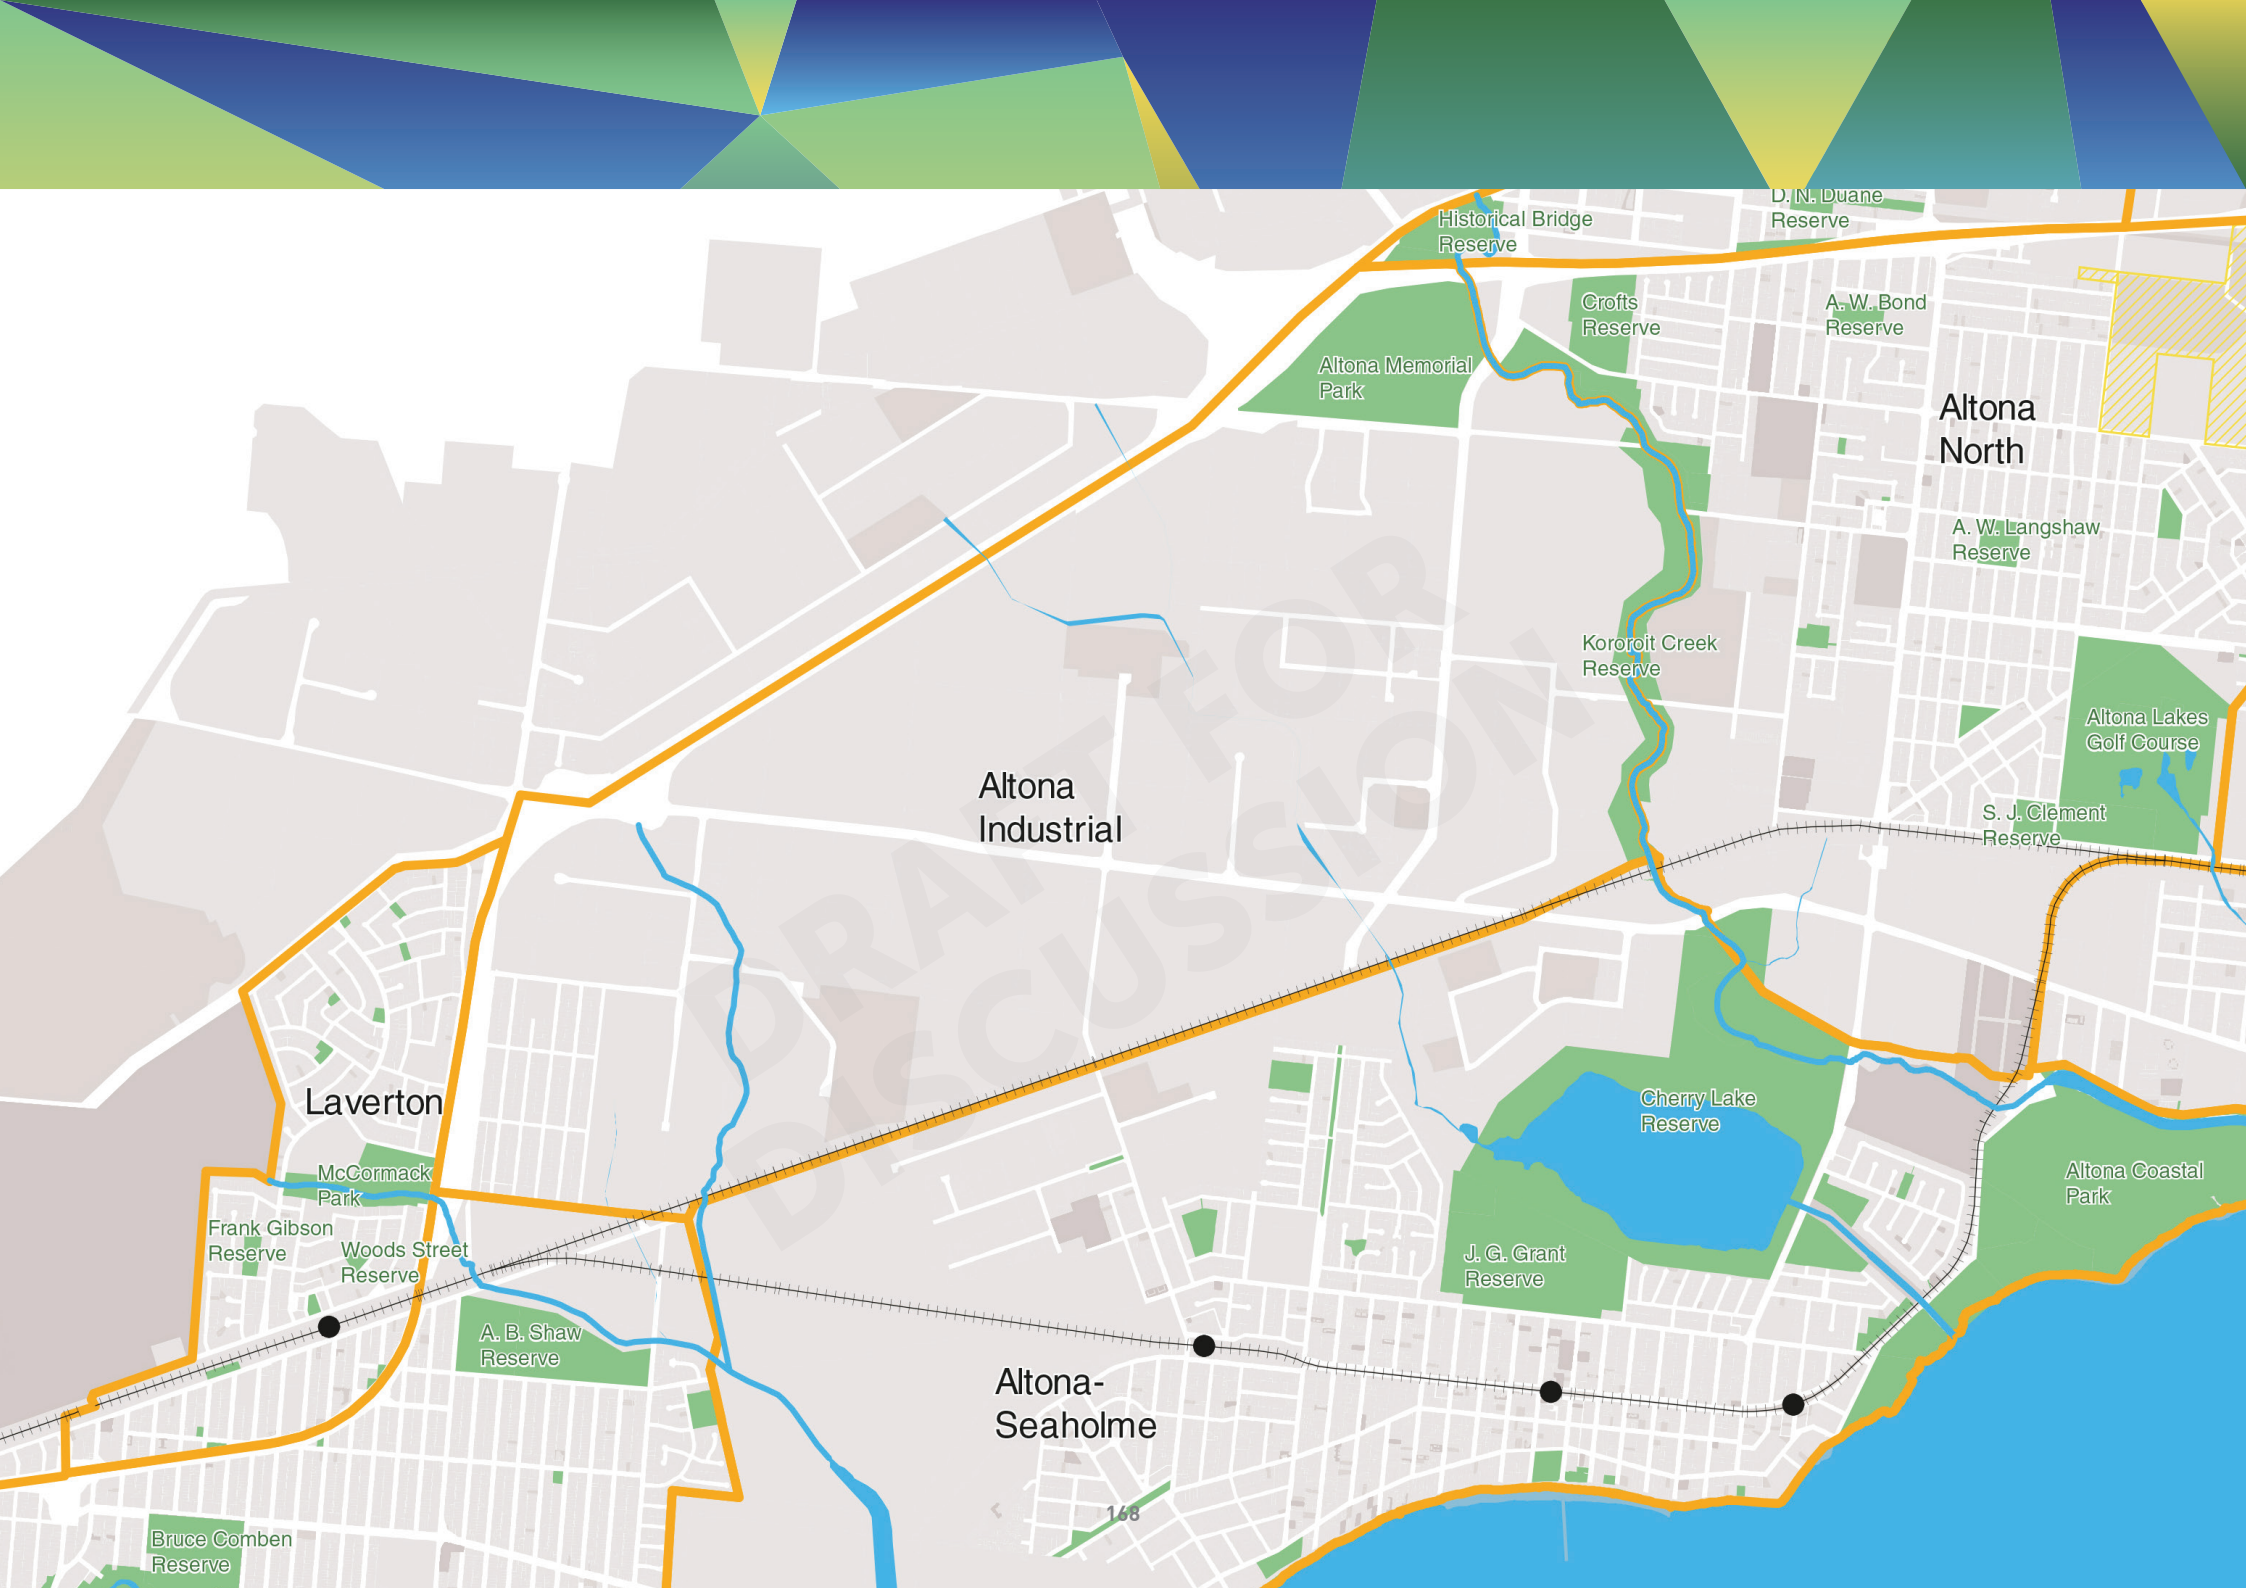 D. N. Duane
Reserve
Historical Bridge
Reserve
Crofts
Reserve
A. W. Bond
Reserve
Altona Memorial
Park
Altona
North
A. W. Langshaw
Reserve
Kororoit Creek
Reserve
Altona Lakes
Golf Course
Altona
Industrial
S. J. Clement
Reserve
DRAFT FOR
DISCUSSION
Laverton
Cherry Lake
Reserve
McCormack
Park
Altona Coastal
Park
Frank Gibson
Reserve
Woods Street
Reserve
J. G. Grant
Reserve
A. B. Shaw
Reserve
Altona-
Seaholme
Bruce Comben
Reserve
168